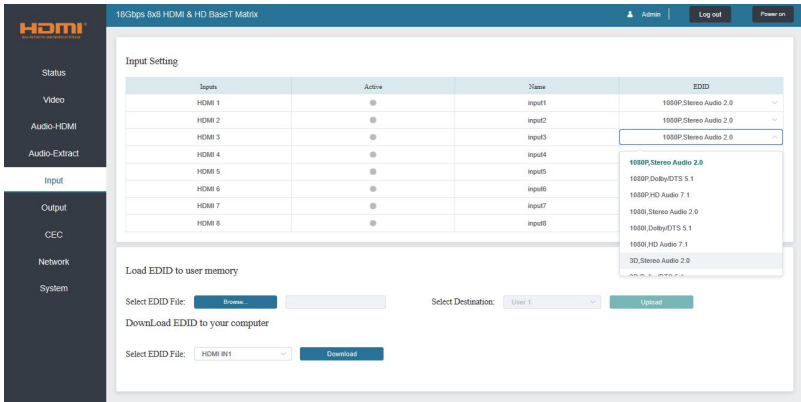 HDMI
18Gbps 8x8 HDMI & HD BaseT Matrix
Admin
Log out
Power on
Status
Video
Audio-HDMI
Audio-Extract
Input
Output
CEC
Network
System
Input Setting
Inputs Active Name EDID
HDMI 1 input1 1080P,Stereo Audio 2.0
HDMI 2 input2 1080P,Stereo Audio 2.0
HDMI 3 input3 1080P,Stereo Audio 2.0
HDMI 4 input4
HDMI 5 input5
HDMI 6 input6
HDMI 7 input7
HDMI 8 input8
1080P,Stereo Audio 2.0
1080P,Dolby/DTS 5.1
1080P,HD Audio 7.1
1080I,Stereo Audio 2.0
1080I,Dolby/DTS 5.1
1080I,HD Audio 7.1
3D,Stereo Audio 2.0
Load EDID to user memory
Select EDID File: Browse... Select Destination: User 1 Upload
DownLoad EDID to your computer
Select EDID File: HDMI IN1 Download